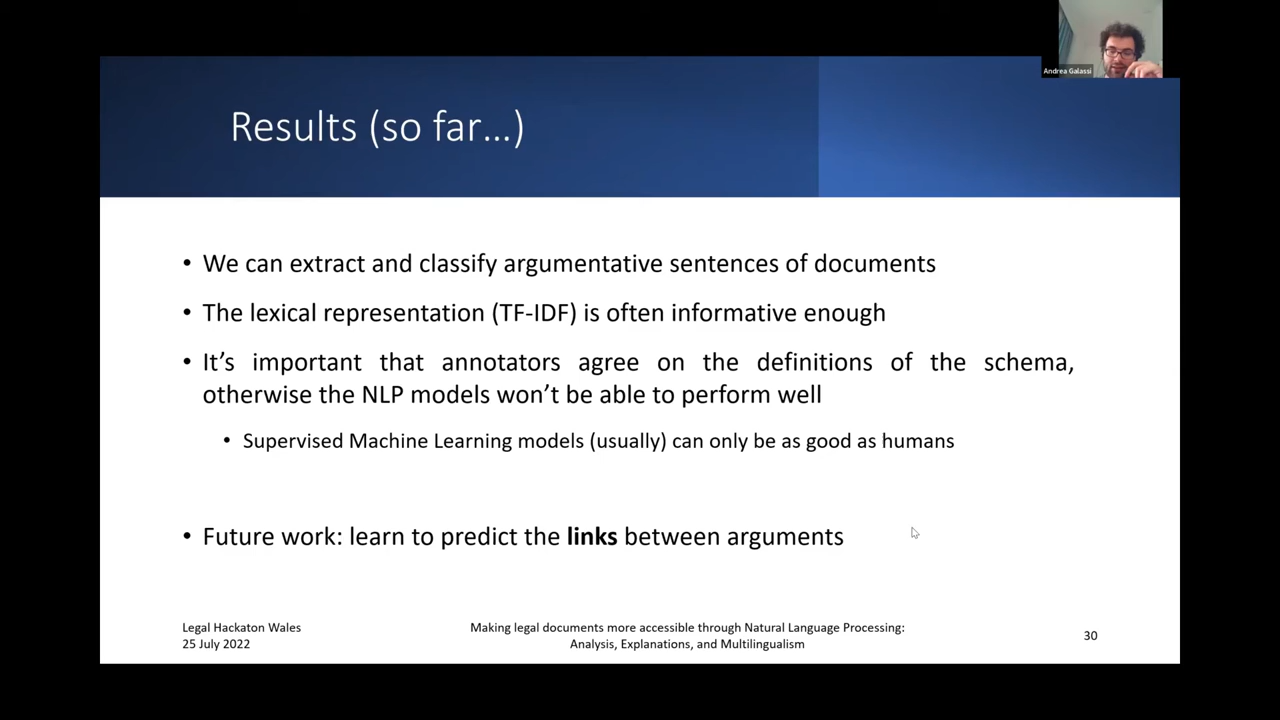 Andrea Galassi
Results (so far…)
• We can extract and classify argumentative sentences of documents
• The lexical representation (TF-IDF) is often informative enough
• It’s important that annotators agree on the definitions of the schema,
otherwise the NLP models won’t be able to perform well
• Supervised Machine Learning models (usually) can only be as good as humans
• Future work: learn to predict the links between arguments
Legal Hackaton Wales
25 July 2022
Making legal documents more accessible through Natural Language Processing:
Analysis, Explanations, and Multilingualism
30